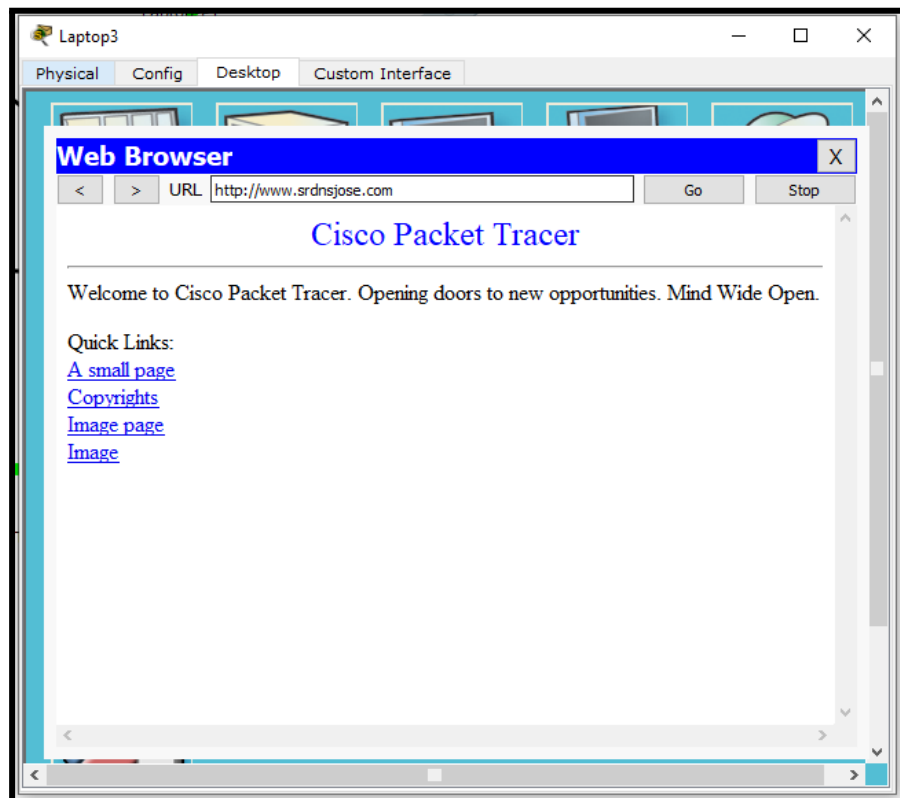 Laptop3
Physical Config Desktop Custom Interface
Web Browser X
< > URL http://www.srdnsjose.com Go Stop
Cisco Packet Tracer
Welcome to Cisco Packet Tracer. Opening doors to new opportunities. Mind Wide Open.
Quick Links:
A small page
Copyrights
Image page
Image